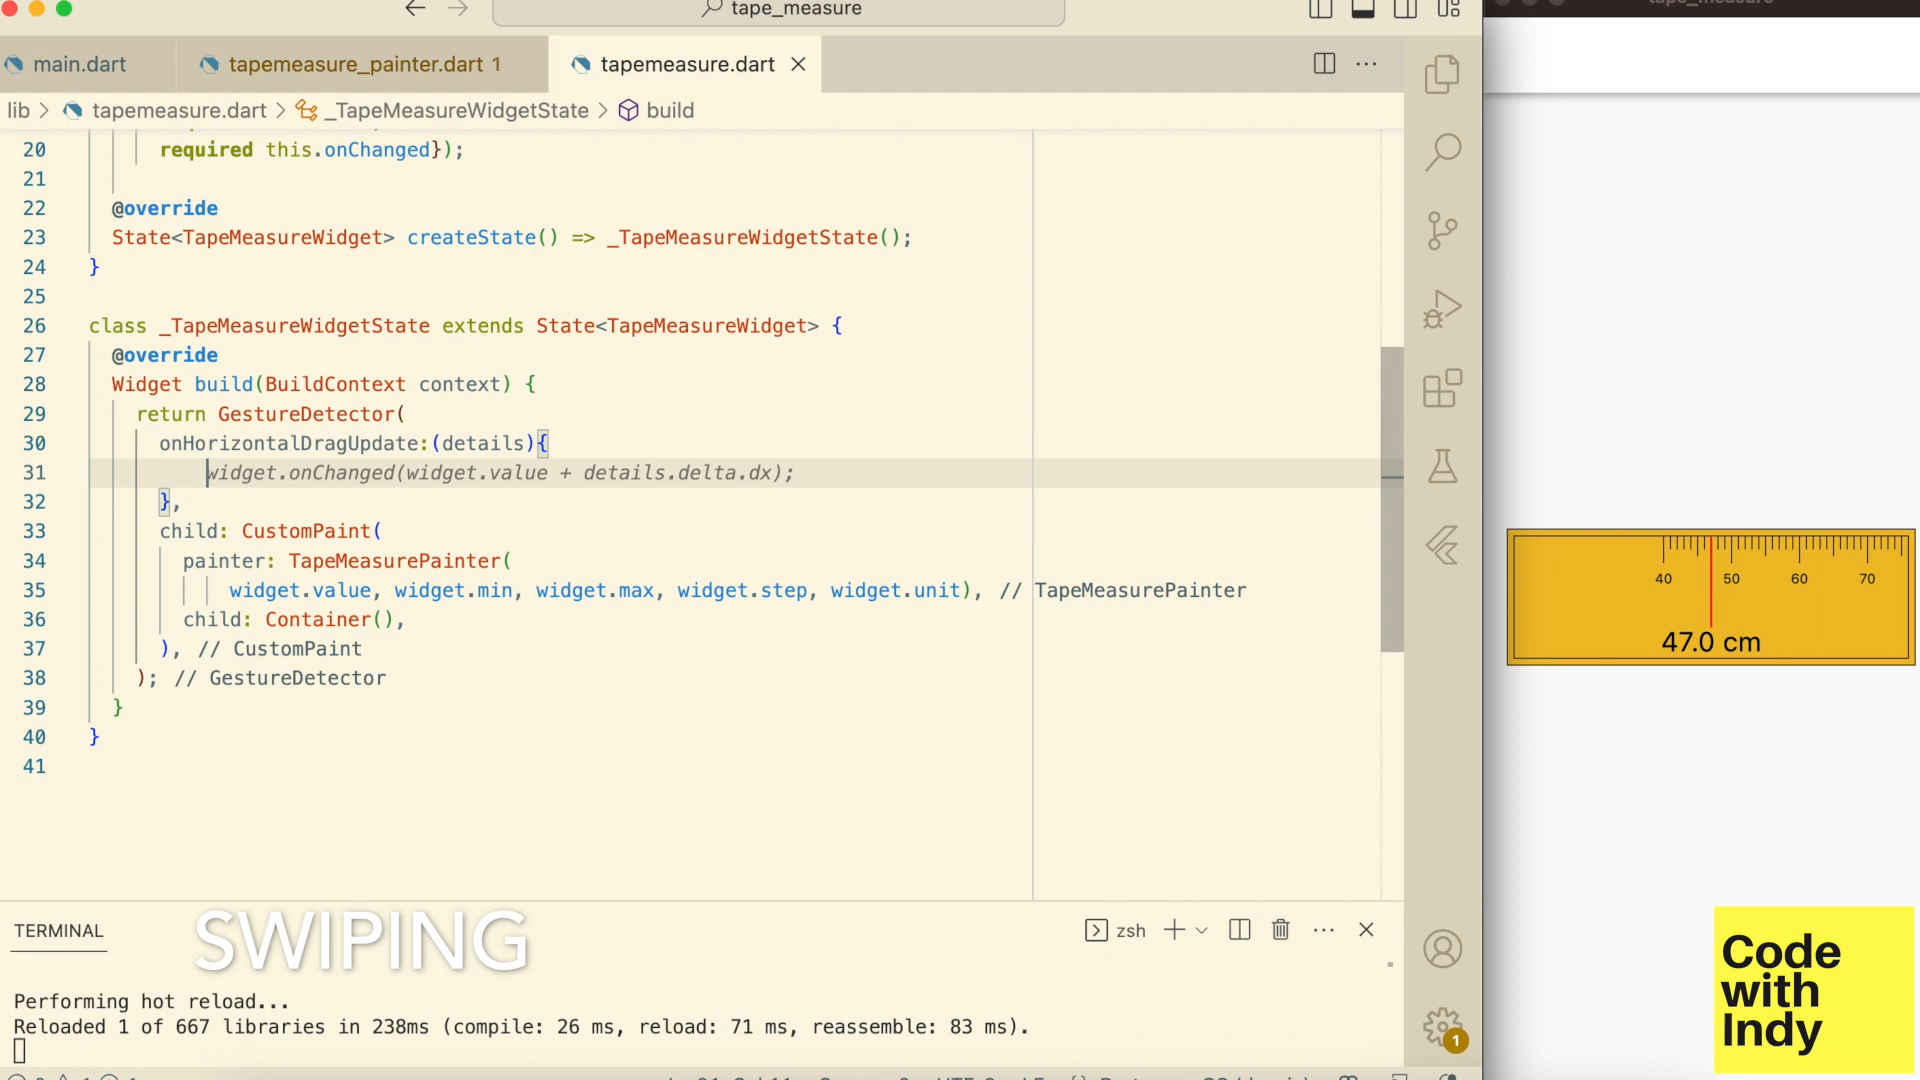 tape_measure
main.dart
tapemeasure_painter.dart 1
tapemeasure.dart
lib > tapemeasure.dart > _TapeMeasureWidgetState > build
20 required this.onChanged});
21
22 @override
23 State<TapeMeasureWidget> createState() => _TapeMeasureWidgetState();
24 }
25
26 class _TapeMeasureWidgetState extends State<TapeMeasureWidget> {
27 @override
28 Widget build(BuildContext context) {
29 return GestureDetector(
30 onHorizontalDragUpdate:(details){
31 widget.onChanged(widget.value + details.delta.dx);
32 },
33 child: CustomPaint(
34 painter: TapeMeasurePainter(
35 widget.value, widget.min, widget.max, widget.step, widget.unit), // TapeMeasurePainter
36 child: Container(),
37 ), // CustomPaint
38 ); // GestureDetector
39 }
40 }
41
40 50 60 70
47.0 cm
TERMINAL
SWIPING
zsh
Performing hot reload...
Reloaded 1 of 667 libraries in 238ms (compile: 26 ms, reload: 71 ms, reassemble: 83 ms).
1
Code
with
Indy